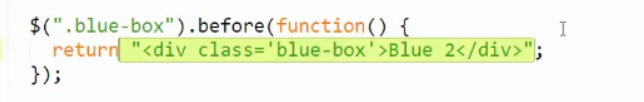 $(".blue-box").before(function() {
return "<div class='blue-box'>Blue 2</div>";
});